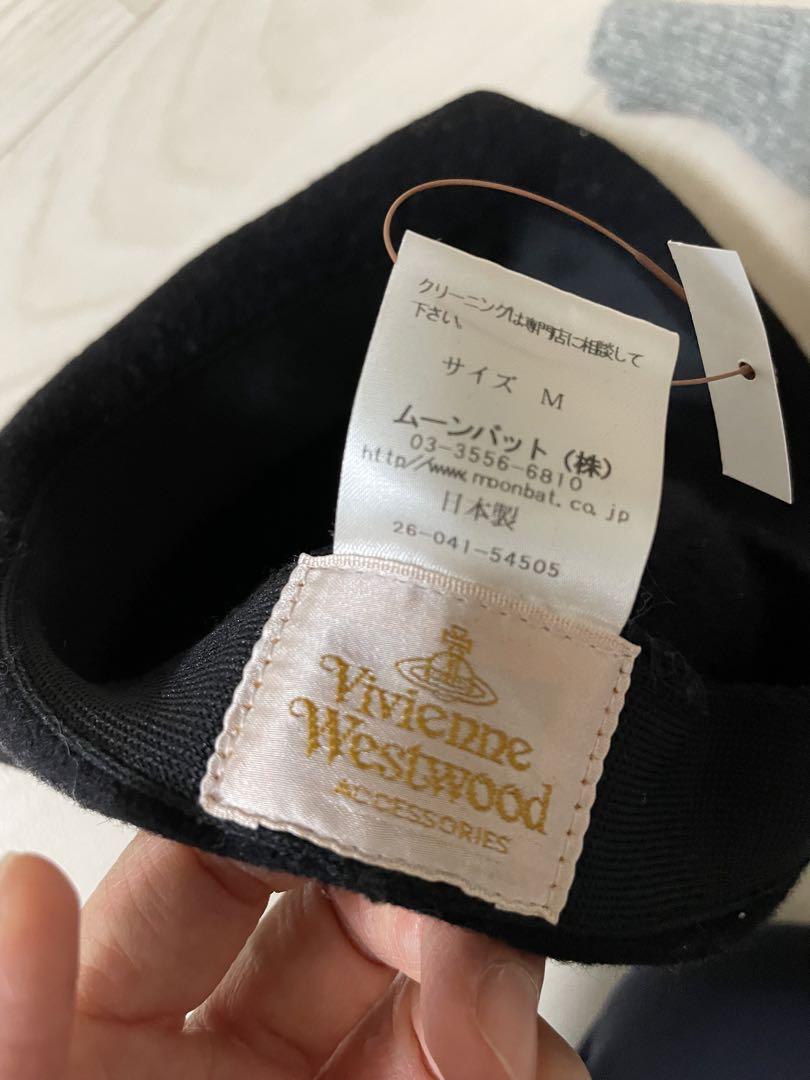 クリーニングは専門店に相談して
下さい。
サイズ M
ムーンバット(株)
03-3556-6810
http//www.moonbat.co.jp
日本製
26-041-54505
Vivienne
Westwood
ACCESSORIES